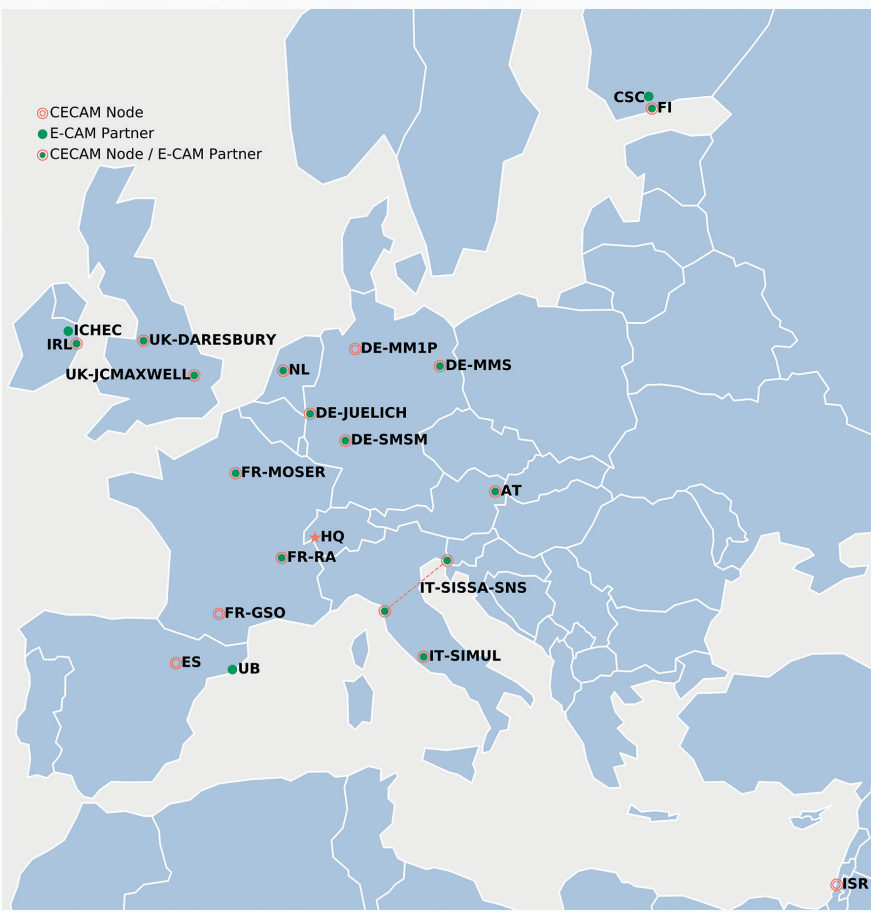 CSC
FI
CECAM Node
E-CAM Partner
CECAM Node / E-CAM Partner
ICHEC
IRL
UK-DARESBURY
DE-MM1P
UK-JCMAXWELL
NL
DE-MMS
DE-JUELICH
DE-SMSM
FR-MOSER
AT
HQ
FR-RA
IT-SISSA-SNS
FR-GSO
ES
UB
IT-SIMUL
ISR